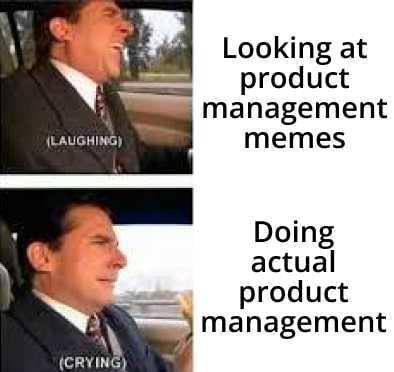 Looking at
product
management
memes
(LAUGHING)
Doing
actual
product
management
(CRYING)